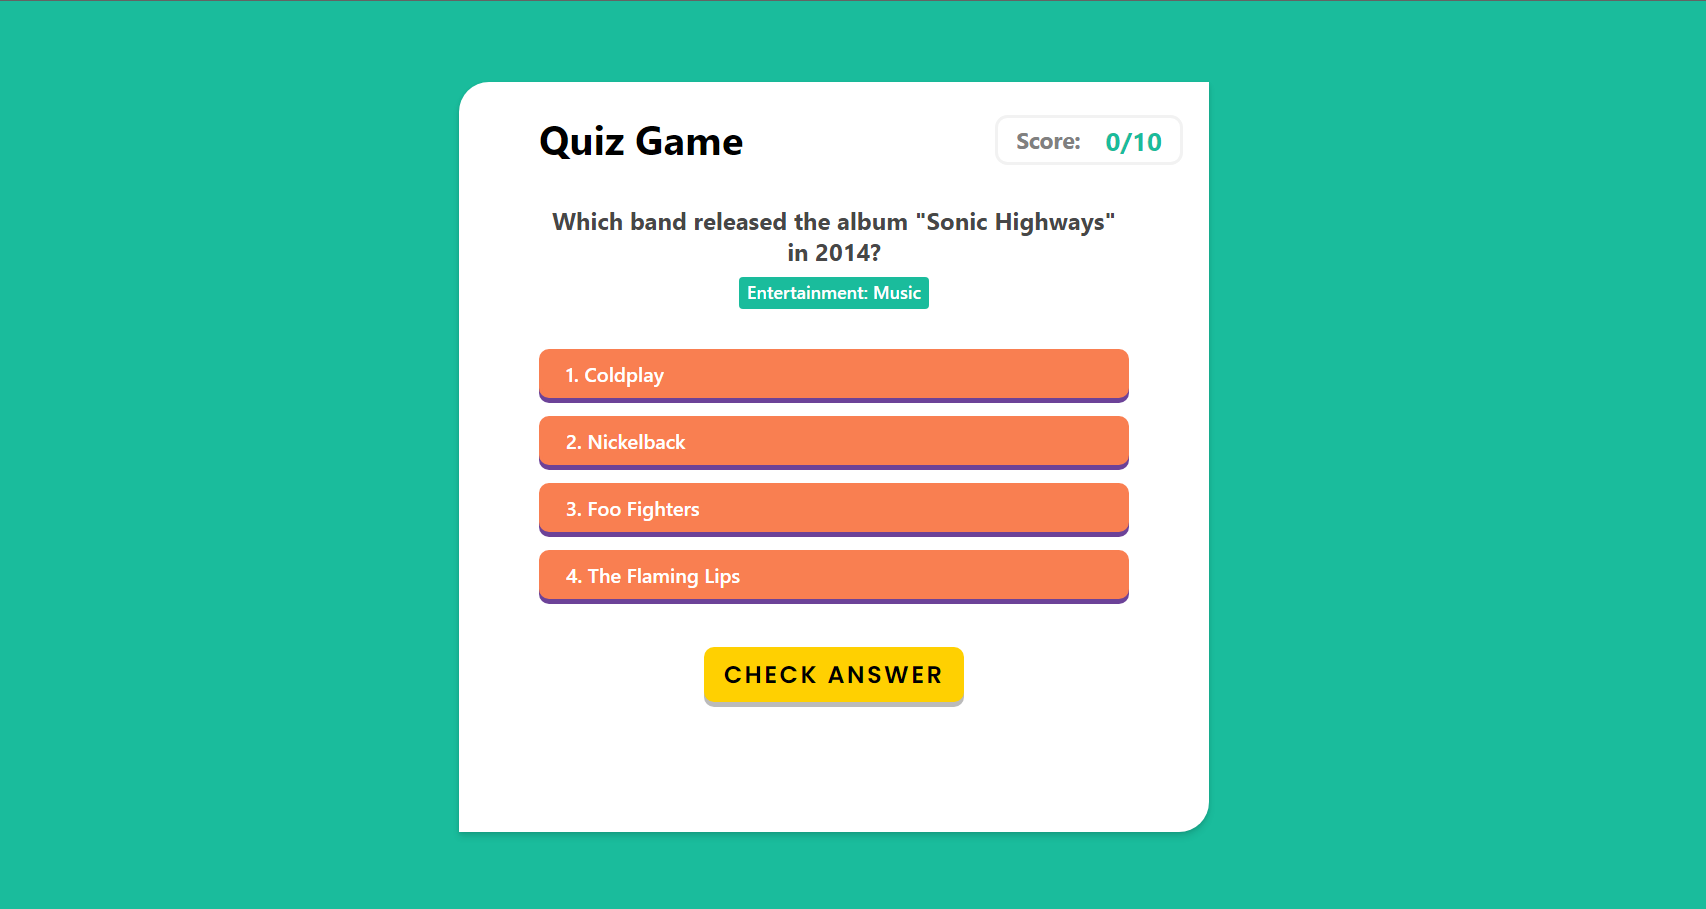 Quiz Game
Score: 0/10
Which band released the album "Sonic Highways"
in 2014?
Entertainment: Music
1. Coldplay
2. Nickelback
3. Foo Fighters
4. The Flaming Lips
CHECK ANSWER